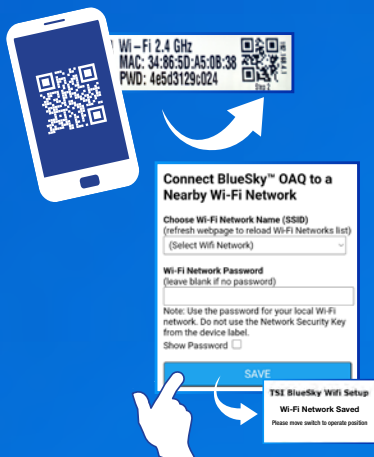 Wi-Fi 2.4 GHz
MAC: 34:86:5D:A5:0B:38
PWD: 4e5d3129c024
Step 2
Connect BlueSky™ OAQ to a
Nearby Wi-Fi Network
Choose Wi-Fi Network Name (SSID)
(refresh webpage to reload Wi-Fi Networks list)
(Select Wifi Network)
Wi-Fi Network Password
(leave blank if no password)
Note: Use the password for your local Wi-Fi
network. Do not use the Network Security Key
from the device label.
Show Password
SAVE
TSI BlueSky Wifi Setup
Wi-Fi Network Saved
Please move switch to operate position